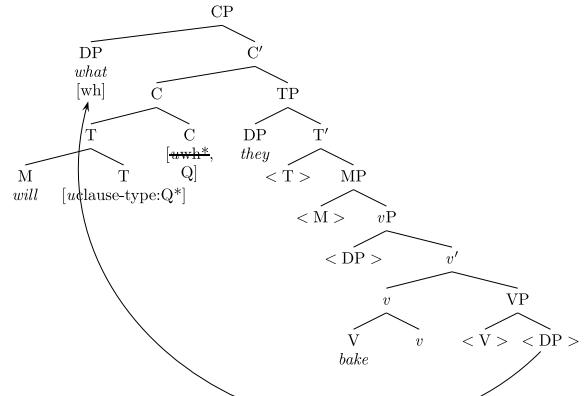 CP
DP C′
what
[wh]
C TP
T C DP T′
[uwh*, they
Q]
M T < T > MP
will [uclause-type:Q*]
< M > vP
< DP > v′
v VP
V v < V > < DP >
bake